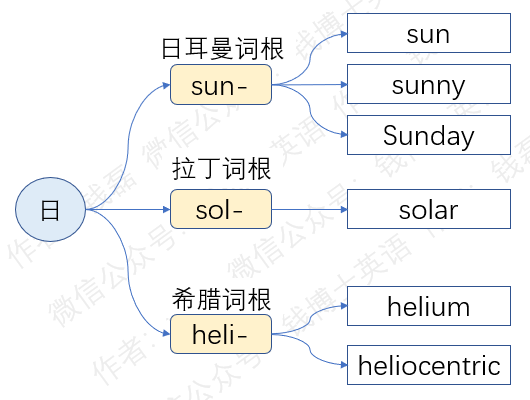 日耳曼词根
sun-
sun
sunny
Sunday
拉丁词根
日
sol-
solar
希腊词根
heli-
helium
heliocentric